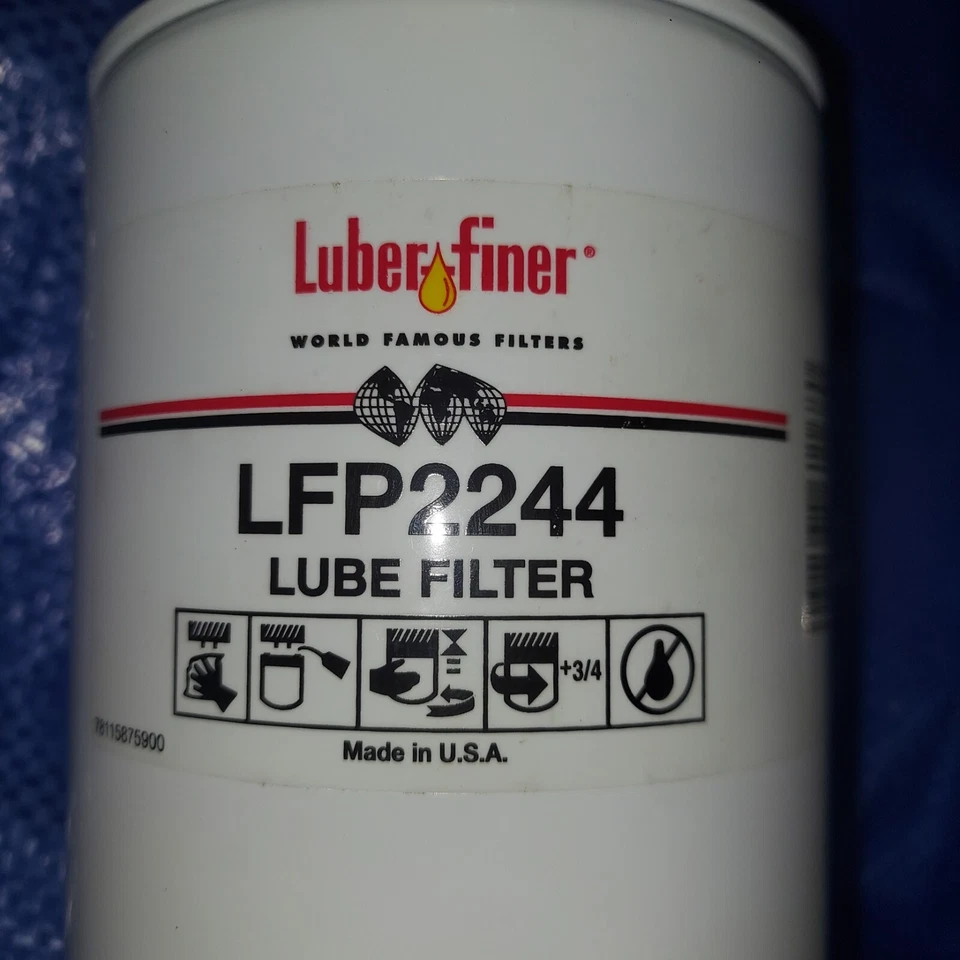 Luber-finer®
WORLD FAMOUS FILTERS
LFP2244
LUBE FILTER
+3/4
78115875900
Made in U.S.A.